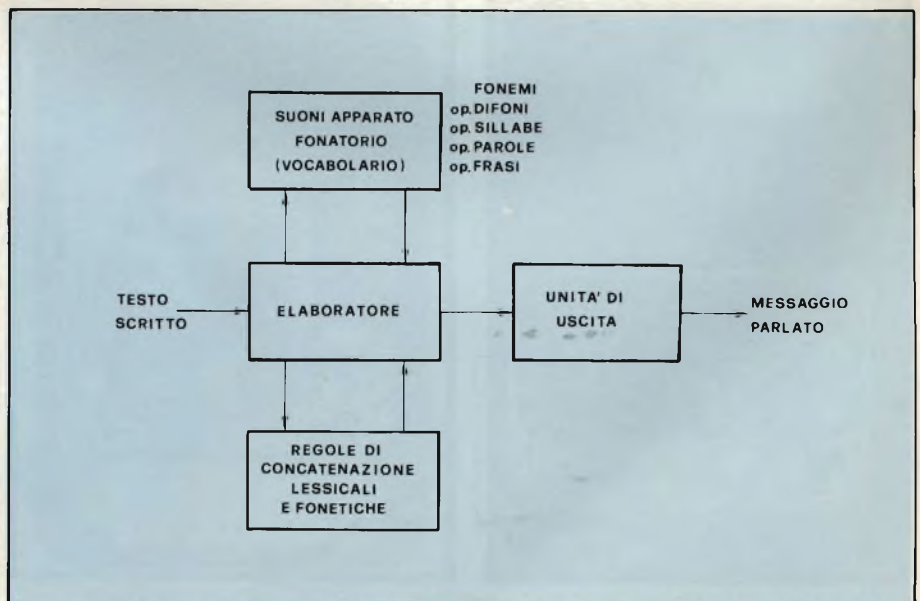 SUONI APPARATO
FONATORIO
(VOCABOLARIO)
FONEMI
op. DIFONI
op. SILLABE
op. PAROLE
op. FRASI
TESTO
SCRITTO
ELABORATORE
UNITA' DI
USCITA
MESSAGGIO
PARLATO
REGOLE DI
CONCATENAZIONE
LESSICALI
E FONETICHE